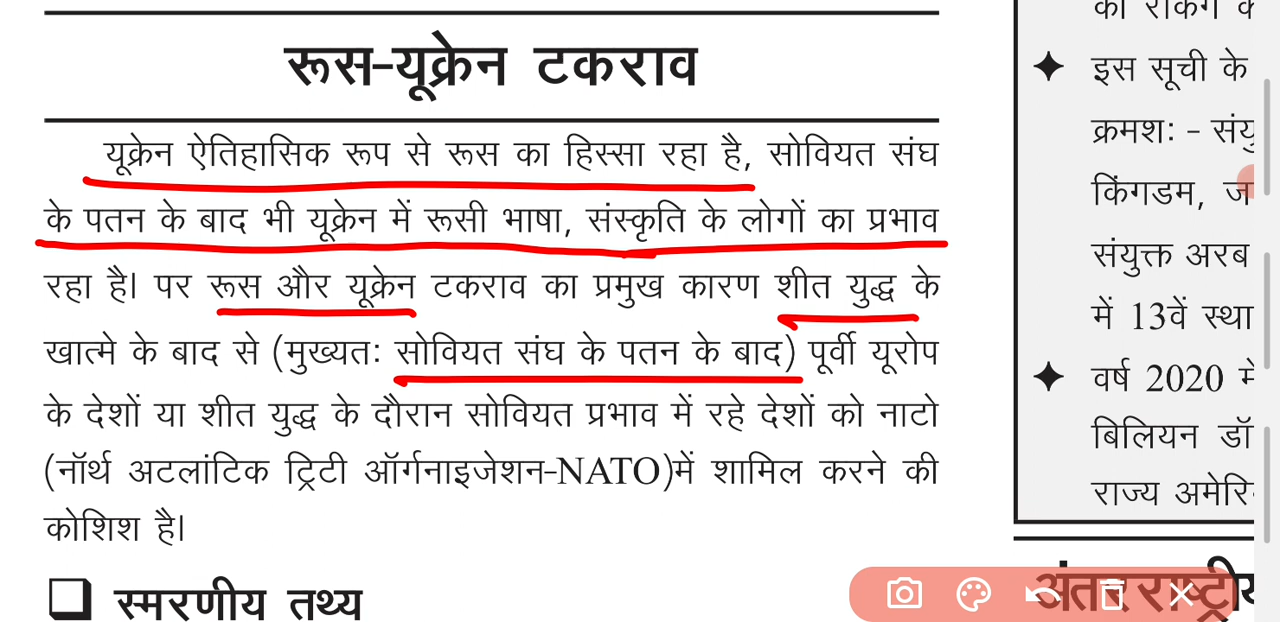 रूस-यूक्रेन टकराव
यूक्रेन ऐतिहासिक रूप से रूस का हिस्सा रहा है, सोवियत संघ
के पतन के बाद भी यूक्रेन में रूसी भाषा, संस्कृति के लोगों का प्रभाव
रहा है। पर रूस और यूक्रेन टकराव का प्रमुख कारण शीत युद्ध के
खात्मे के बाद से (मुख्यतः सोवियत संघ के पतन के बाद) पूर्वी यूरोप
के देशों या शीत युद्ध के दौरान सोवियत प्रभाव में रहे देशों को नाटो
(नॉर्थ अटलांटिक ट्रिटी ऑर्गनाइजेशन-NATO)में शामिल करने की
कोशिश है।
❑ स्मरणीय तथ्य
✦ इस सूची के
क्रमशः - संयु
किंगडम, ज
संयुक्त अरब
में 13वें स्था
✦ वर्ष 2020 में
बिलियन डॉ
राज्य अमेरि
अंतरराष्ट्रीय